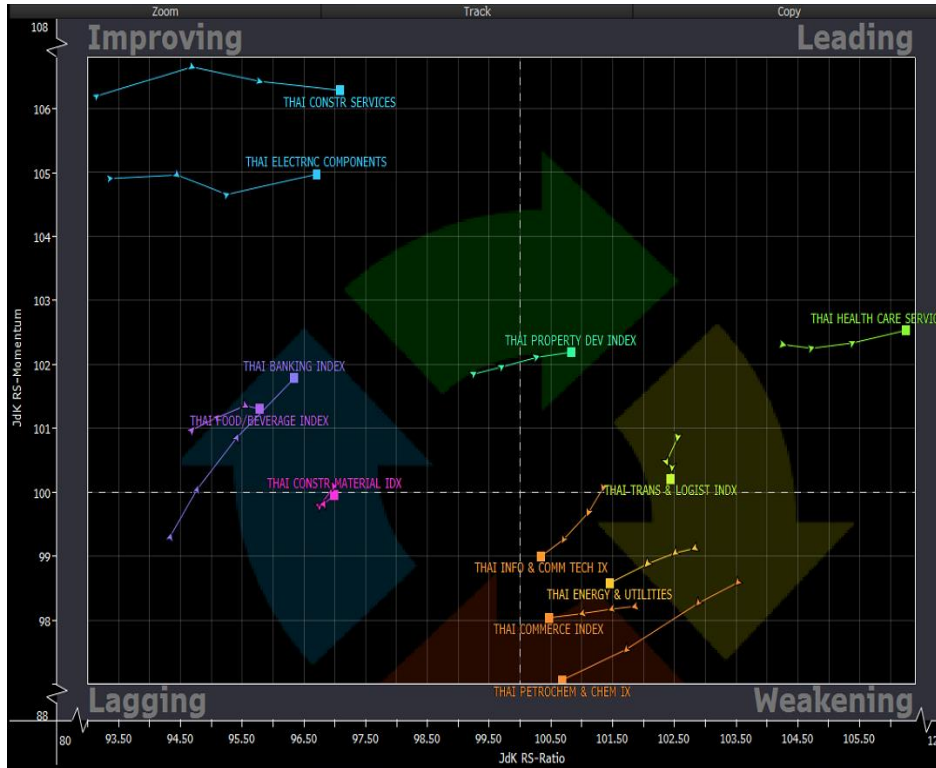 Zoom Track Copy
108
Improving Leading
106
THAI CONSTR SERVICES
THAI ELECTRNC COMPONENTS
105
104
103
THAI HEALTH CARE SERVIC
THAI PROPERTY DEV INDEX
102
THAI BANKING INDEX
THAI FOOD/BEVERAGE INDEX
101
THAI CONSTR MATERIAL IDX
THAI TRANS & LOGIST INDX
100
THAI INFO & COMM TECH IX
99
THAI ENERGY & UTILITIES
THAI COMMERCE INDEX
98
THAI PETROCHEM & CHEM IX
Lagging Weakening
88
80 93.50 94.50 95.50 96.50 97.50 98.50 99.50 100.50 101.50 102.50 103.50 104.50 105.50 12
JdK RS-Ratio
JdK RS-Momentum